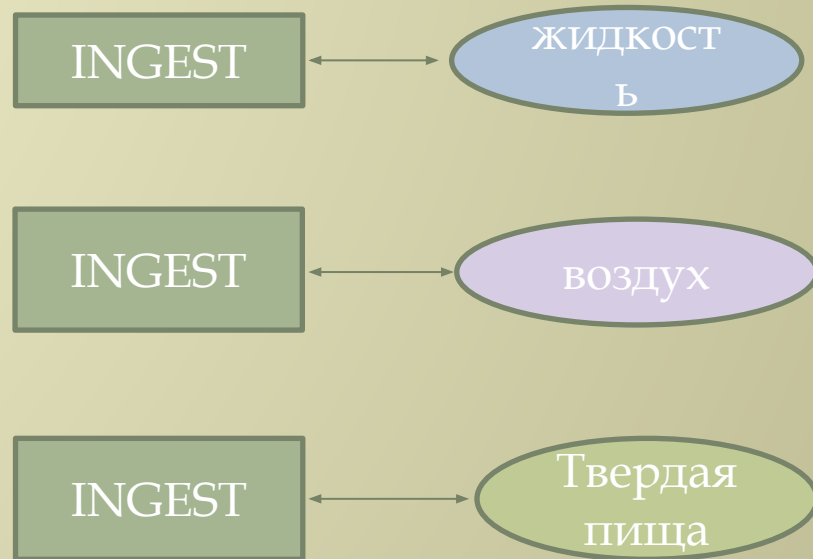 INGEST
жидкост
ь
INGEST
воздух
INGEST
Твердая
пища